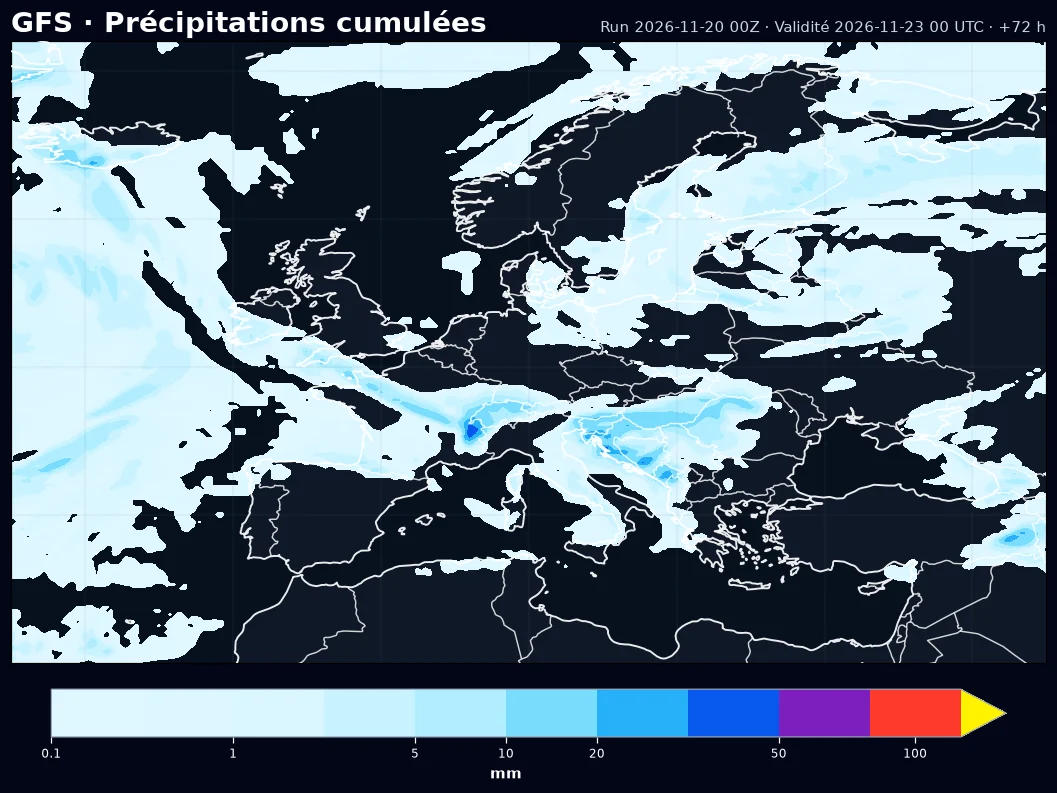 GFS · Précipitations cumulées
Run 2026-11-20 00Z · Validité 2026-11-23 00 UTC · +72 h
0.1 1 5 10 20 50 100
mm